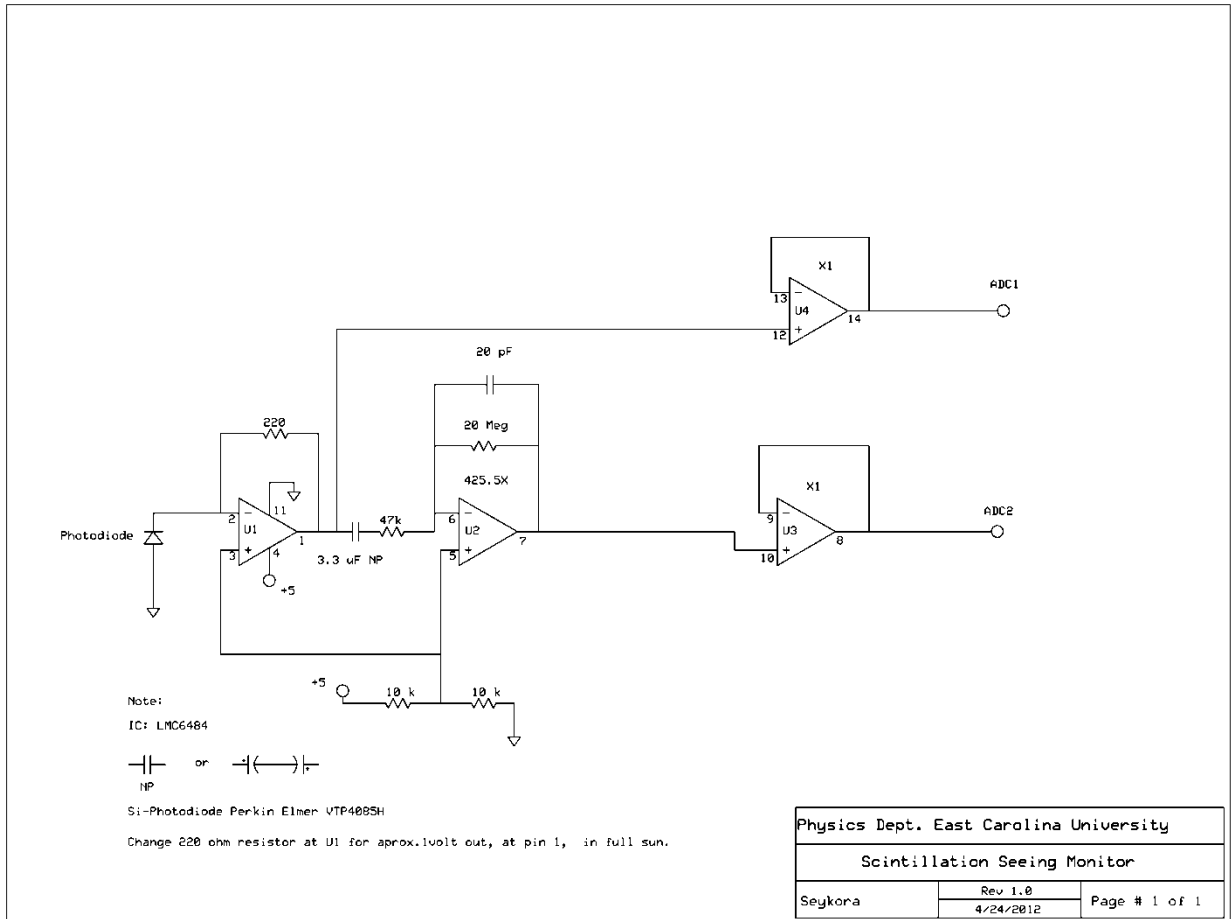 X1
ADC1
13
U4
14
12
20 pF
220
20 Meg
425.5X
X1
11
2
U1
47k
6
U2
9
U3
ADC2
Photodiode
3
4
1
3.3 uF NP
5
7
10
8
+5
+5
10 k
10 k
Note:
IC: LMC6484
or
NP
Si-Photodiode Perkin Elmer VTP4085H
Change 220 ohm resistor at U1 for aprox.1volt out, at pin 1, in full sun.
Physics Dept. East Carolina University
Scintillation Seeing Monitor
Seykora
Rev 1.0
4/24/2012
Page # 1 of 1